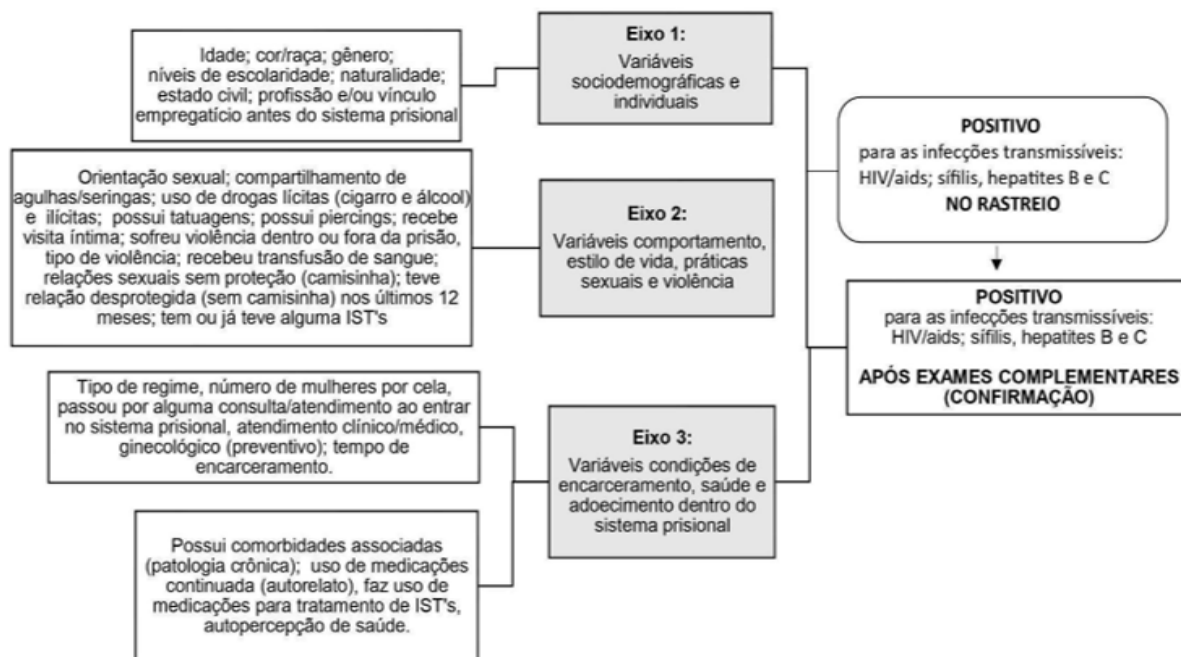 Idade; cor/raça; gênero;
níveis de escolaridade; naturalidade;
estado civil; profissão e/ou vínculo
empregatício antes do sistema prisional
Eixo 1:
Variáveis
sociodemográficas e
individuais
Orientação sexual; compartilhamento de
agulhas/seringas; uso de drogas lícitas (cigarro e álcool)
e ilícitas; possui tatuagens; possui piercings; recebe
visita íntima; sofreu violência dentro ou fora da prisão,
tipo de violência; recebeu transfusão de sangue;
relações sexuais sem proteção (camisinha); teve
relação desprotegida (sem camisinha) nos últimos 12
meses; tem ou já teve alguma IST's
Eixo 2:
Variáveis comportamento,
estilo de vida, práticas
sexuais e violência
Tipo de regime, número de mulheres por cela,
passou por alguma consulta/atendimento ao entrar
no sistema prisional, atendimento clínico/médico,
ginecológico (preventivo); tempo de
encarceramento.
Possui comorbidades associadas
(patologia crônica); uso de medicações
continuada (autorelato), faz uso de
medicações para tratamento de IST's,
autopercepção de saúde.
Eixo 3:
Variáveis condições de
encarceramento, saúde e
adoecimento dentro do
sistema prisional
POSITIVO
para as infecções transmissíveis:
HIV/aids; sífilis, hepatites B e C
NO RASTREIO
POSITIVO
para as infecções transmissíveis:
HIV/aids; sífilis, hepatites B e C
APÓS EXAMES COMPLEMENTARES
(CONFIRMAÇÃO)